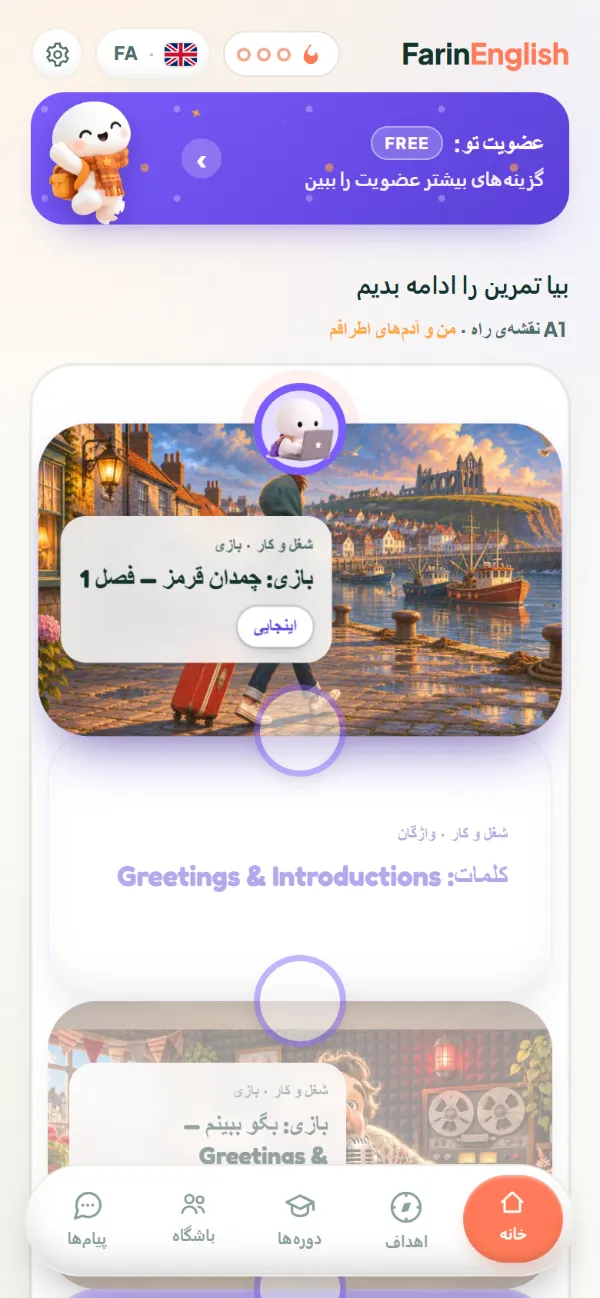 FarinEnglish
FA
عضویت تو : FREE
گزینه‌های بیشتر عضویت را ببین
بیا تمرین را ادامه بدیم
A1 نقشه‌ی راه · من و آدم‌های اطرافم
شغل و کار · بازی
بازی: چمدان قرمز – فصل 1
اینجایی
شغل و کار · واژگان
کلمات: Greetings & Introductions
شغل و کار · بازی
بازی: بگو ببینم –
Greetings &
خانه
اهداف
دوره‌ها
باشگاه
پیام‌ها